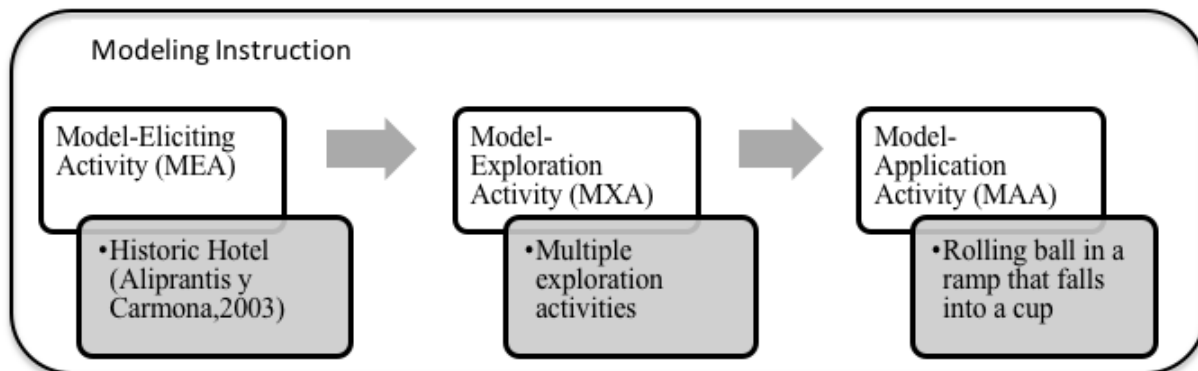 Modeling Instruction
Model-Eliciting
Activity (MEA)
•Historic Hotel
(Aliprantis y
Carmona,2003)
Model-
Exploration
Activity (MXA)
•Multiple
exploration
activities
Model-
Application
Activity (MAA)
•Rolling ball in a
ramp that falls
into a cup